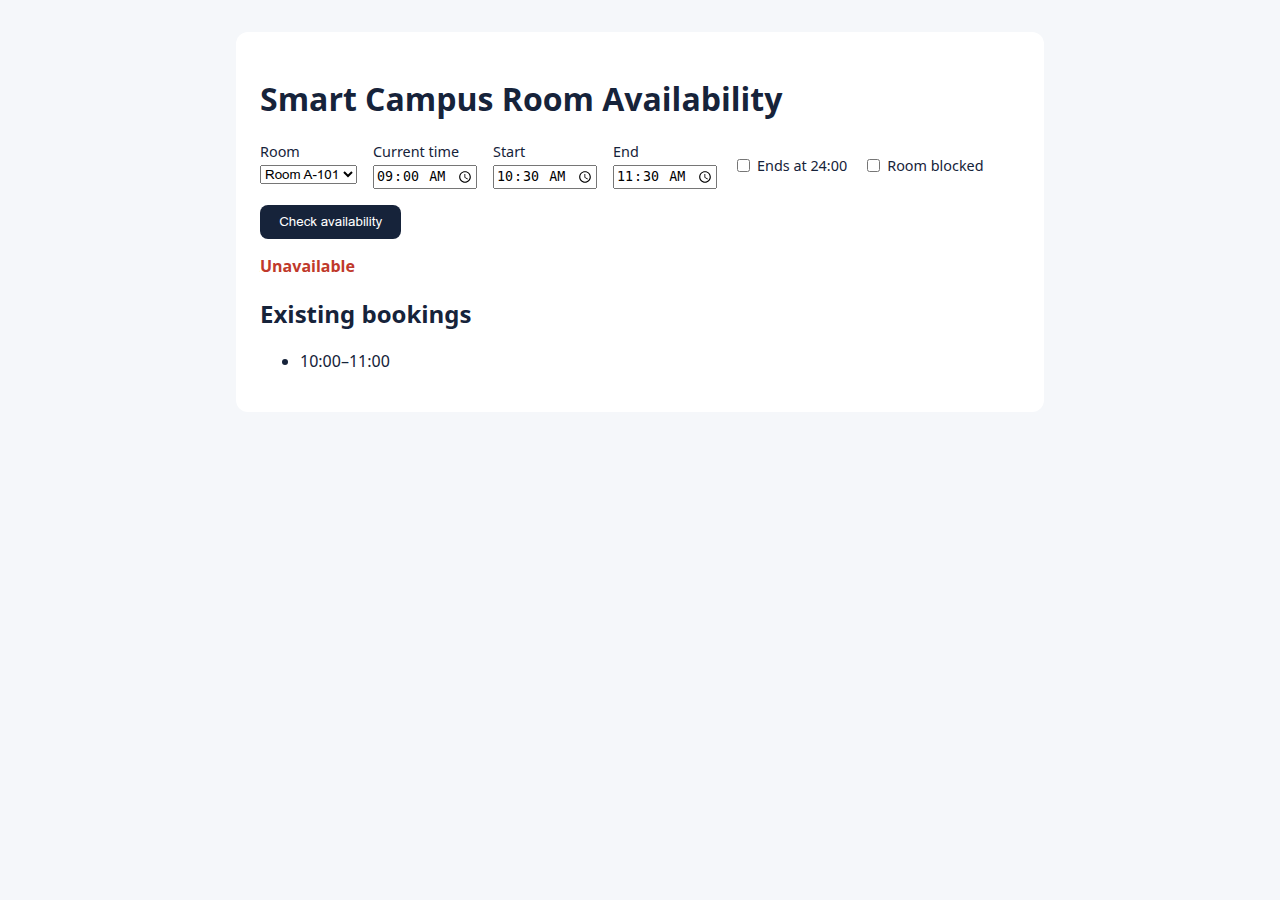 Smart Campus Room Availability
Room Current time Start End
Room A-101 09:00 AM 10:30 AM 11:30 AM Ends at 24:00 Room blocked
Check availability
Unavailable
Existing bookings
10:00–11:00